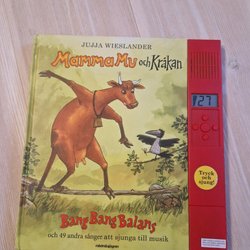 JUJJA WIESLANDER
Mamma Mu och Kråkan
127
Tryck
och
sjung!
Bang Bang Balans
och 49 andra sånger att sjunga till musik